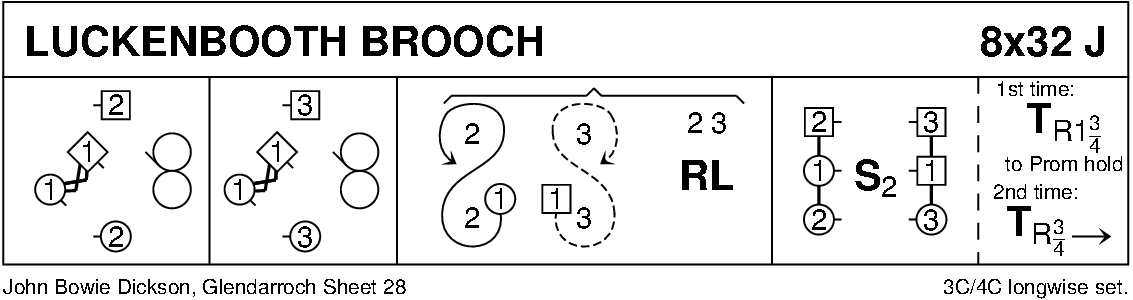 LUCKENBOOTH BROOCH 8x32 J
2 3 2 3 2 3 2 3 1st time:
1 1 RL 1 S2 1 TR1¾
1 1 to Prom hold
2 3 2 3 2 3 2nd time:
TR¾
John Bowie Dickson, Glendarroch Sheet 28 3C/4C longwise set.